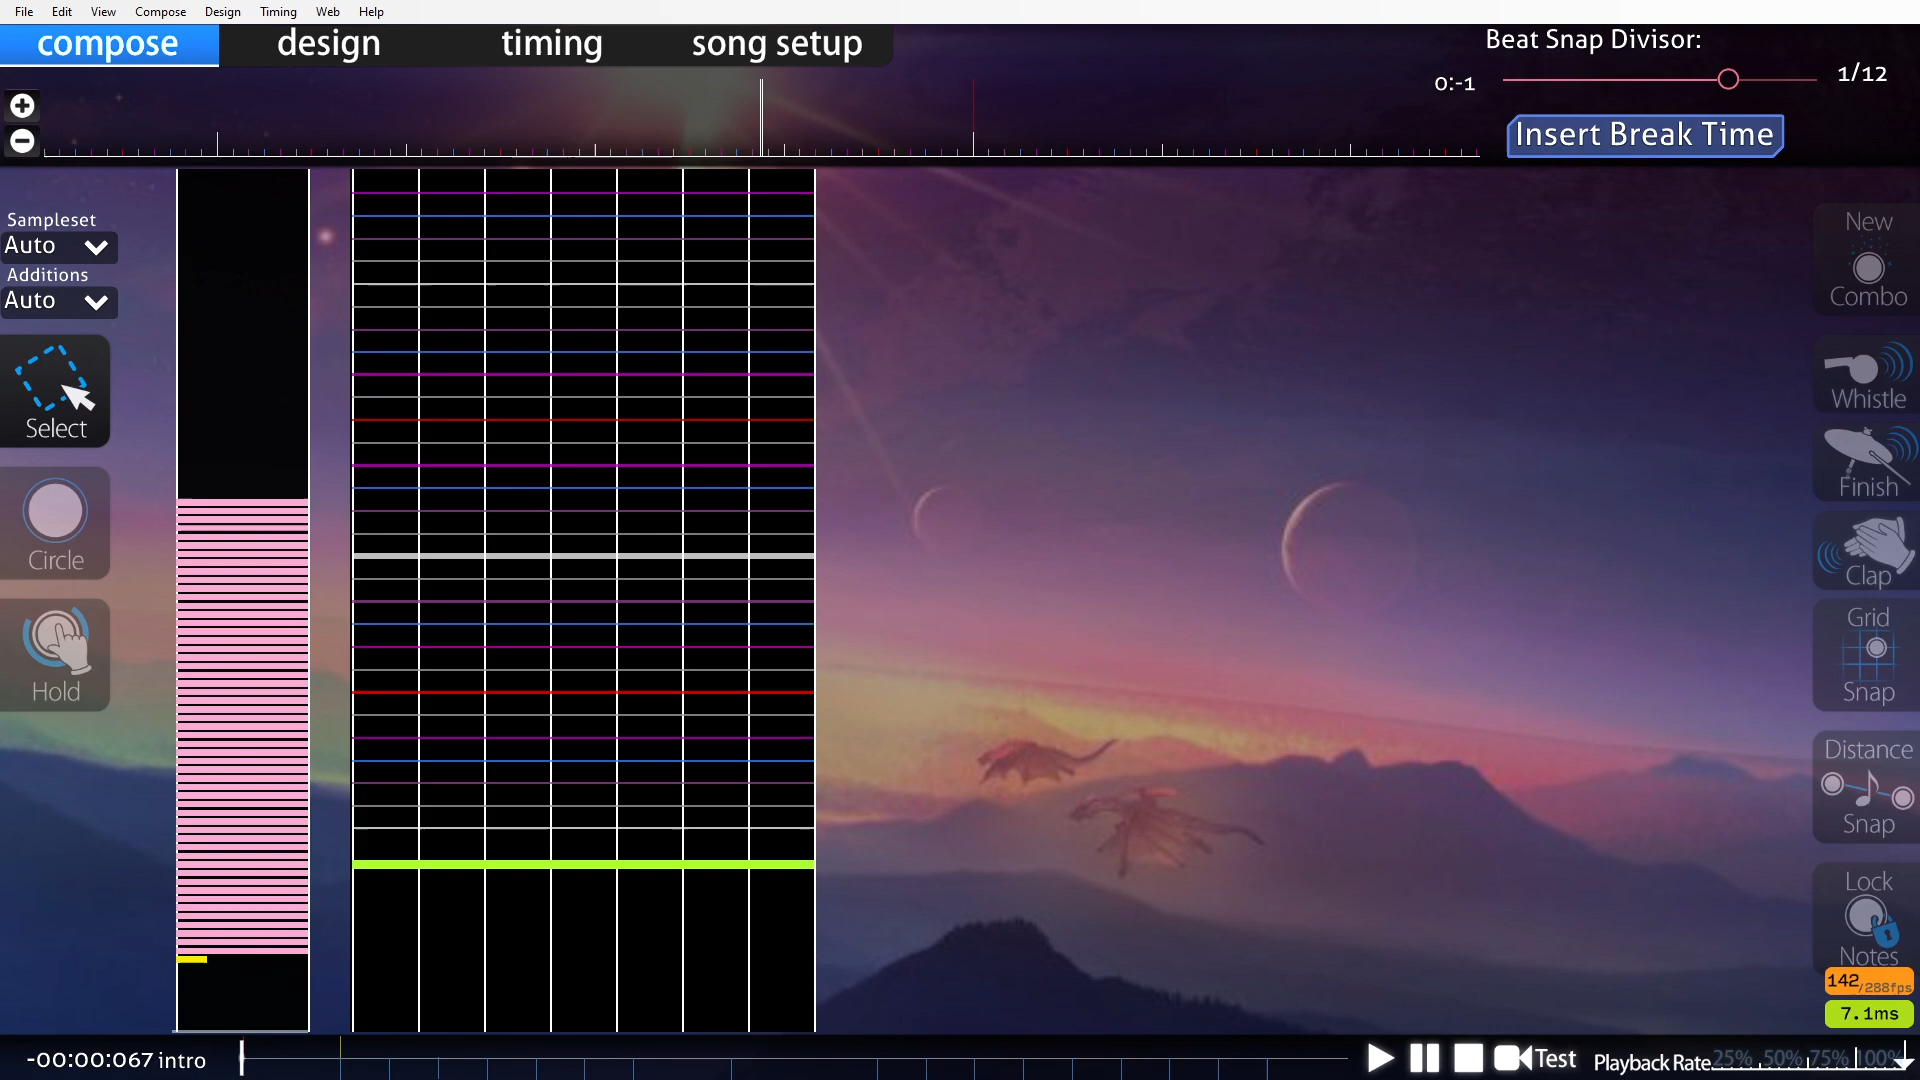 File Edit View Compose Design Timing Web Help
compose design timing song setup
Beat Snap Divisor:
0:-1
1/12
Insert Break Time
Sampleset
Auto
Additions
Auto
Select
Circle
Hold
New
Combo
Whistle
Finish
Clap
Grid
Snap
Distance
Snap
Lock
Notes
142/288fps
7.1ms
-00:00:067 intro
Test
Playback Rate 25% 50% 75% 100%